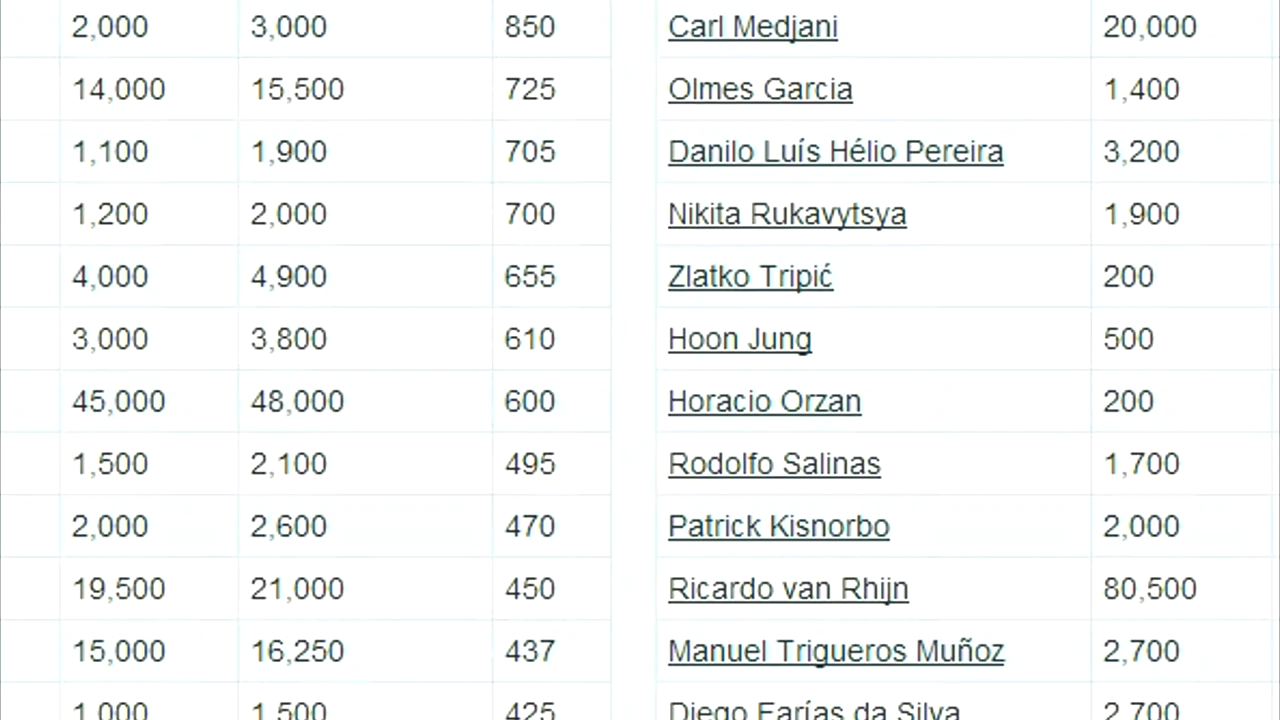 2,000 3,000 850 Carl Medjani 20,000
14,000 15,500 725 Olmes Garcia 1,400
1,100 1,900 705 Danilo Luís Hélio Pereira 3,200
1,200 2,000 700 Nikita Rukavytsya 1,900
4,000 4,900 655 Zlatko Tripić 200
3,000 3,800 610 Hoon Jung 500
45,000 48,000 600 Horacio Orzan 200
1,500 2,100 495 Rodolfo Salinas 1,700
2,000 2,600 470 Patrick Kisnorbo 2,000
19,500 21,000 450 Ricardo van Rhijn 80,500
15,000 16,250 437 Manuel Trigueros Muñoz 2,700
1,000 1,500 425 Diego Farías da Silva 2,700